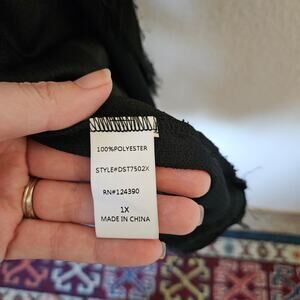 100%POLYESTER
STYLE#DST7502X
RN#124390
1X
MADE IN CHINA